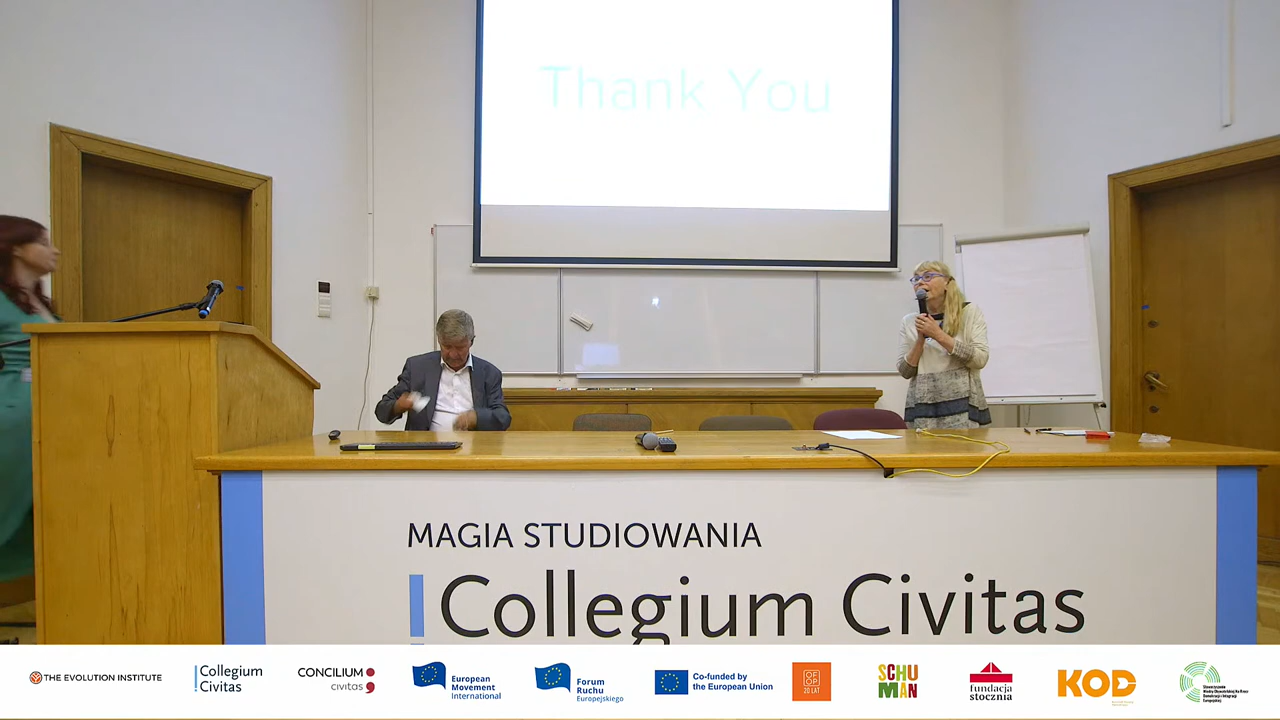 Thank You
MAGIA STUDIOWANIA
Collegium Civitas
THE EVOLUTION INSTITUTE
Collegium
Civitas
CONCILIUM
civitas
European
Movement
International
Forum
Ruchu
Europejskiego
Co-funded by
the European Union
OF
OP
20 LAT
SCHU
MAN
fundacja
stocznia
KOD